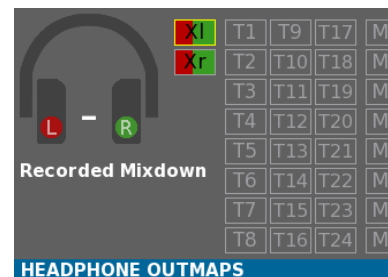 Xl T1 T9 T17 M
Xr T2 T10 T18 M
T3 T11 T19 M
T4 T12 T20 M
L - R T5 T13 T21 M
Recorded Mixdown
T6 T14 T22 M
T7 T15 T23 M
T8 T16 T24 M
HEADPHONE OUTMAPS